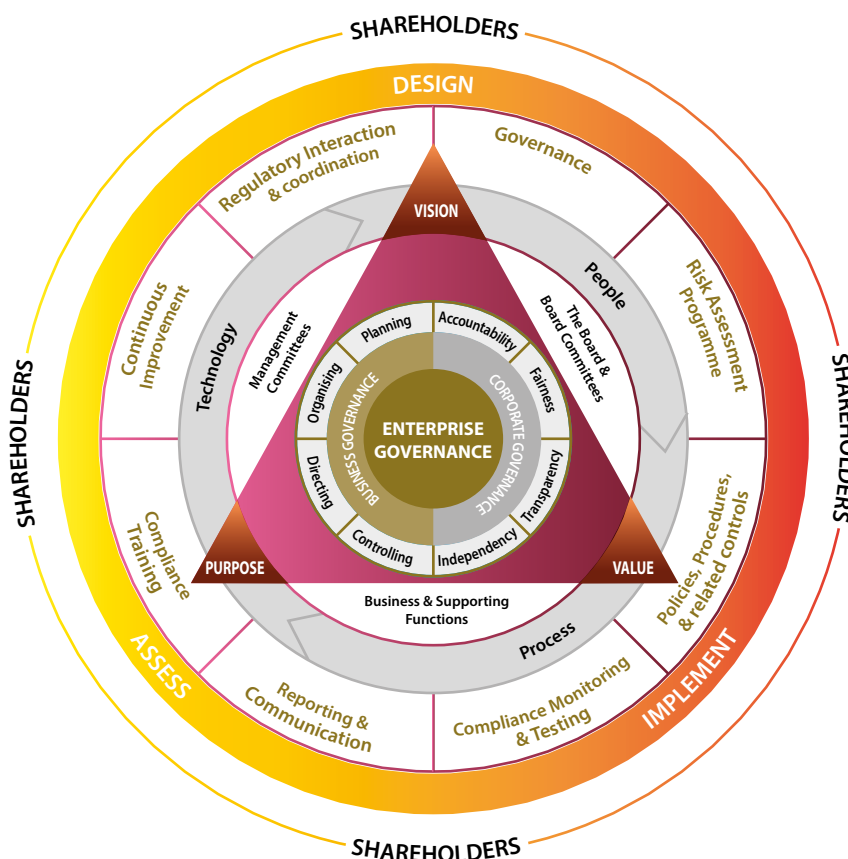 SHAREHOLDERS
DESIGN
Regulatory Interaction
& coordination
Governance
VISION
People
Risk Assessment
Programme
Continuous
Improvement
Technology
Management
Committees
The Board &
Board Committees
Planning
Accountability
Organising
Fairness
BUSINESS GOVERNANCE
CORPORATE GOVERNANCE
ENTERPRISE
GOVERNANCE
SHAREHOLDERS
SHAREHOLDERS
Directing
Transparency
Controlling
Independency
Compliance
Training
PURPOSE
VALUE
Policies, Procedures,
& related controls
Business & Supporting
Functions
Process
ASSESS
IMPLEMENT
Reporting &
Communication
Compliance Monitoring
& Testing
SHAREHOLDERS